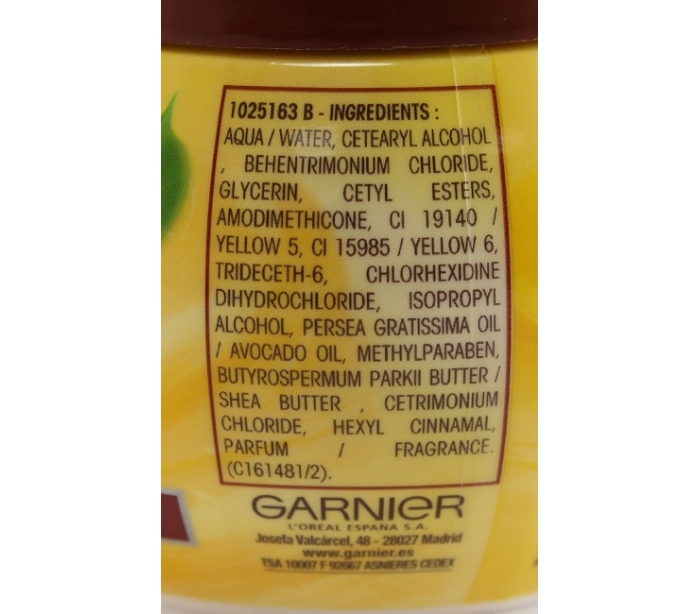 1025163 B - INGREDIENTS :
AQUA / WATER, CETEARYL ALCOHOL
, BEHENTRIMONIUM CHLORIDE,
GLYCERIN, CETYL ESTERS,
AMODIMETHICONE, CI 19140 /
YELLOW 5, CI 15985 / YELLOW 6,
TRIDECETH-6, CHLORHEXIDINE
DIHYDROCHLORIDE, ISOPROPYL
ALCOHOL, PERSEA GRATISSIMA OIL
/ AVOCADO OIL, METHYLPARABEN,
BUTYROSPERMUM PARKII BUTTER /
SHEA BUTTER , CETRIMONIUM
CHLORIDE, HEXYL CINNAMAL,
PARFUM / FRAGRANCE.
(C161481/2).
GARNIER
L'OREAL ESPAÑA S.A.
Josefa Valcárcel, 48 - 28027 Madrid
www.garnier.es
TSA 10007 F 92667 ASNIERES CEDEX